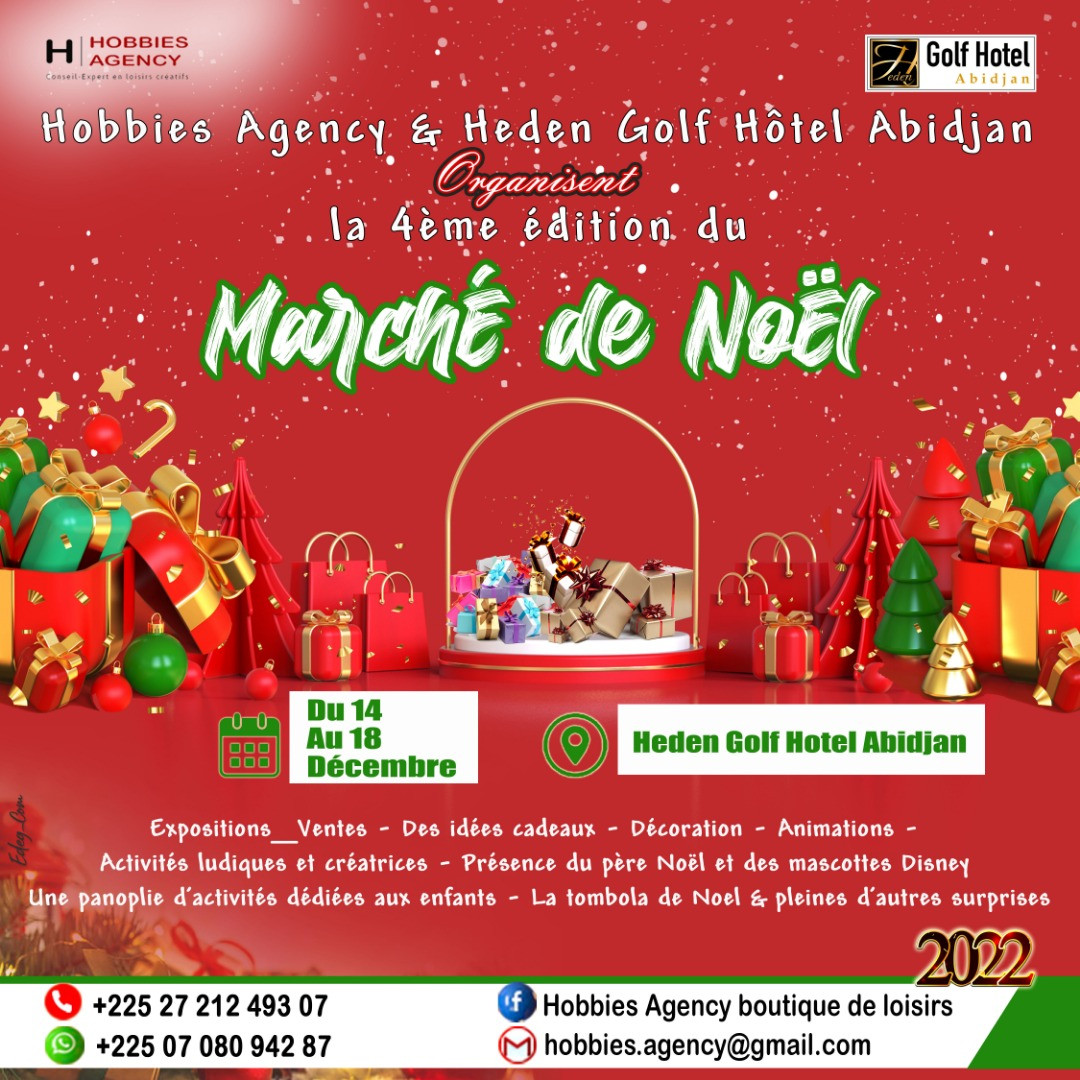 H HOBBIES AGENCY
Conseil-Expert en loisirs créatifs
Heden
Golf Hotel
Abidjan
Hobbies Agency & Heden Golf Hôtel Abidjan
Organisent
la 4ème édition du
Marché de Noël
Du 14
Au 18
Décembre
Heden Golf Hotel Abidjan
Edeg_Com
Expositions__Ventes - Des idées cadeaux - Décoration - Animations -
Activités ludiques et créatrices - Présence du père Noël et des mascottes Disney
Une panoplie d'activités dédiées aux enfants - La tombola de Noel & pleines d'autres surprises
2022
+225 27 212 493 07
+225 07 080 942 87
Hobbies Agency boutique de loisirs
hobbies.agency@gmail.com